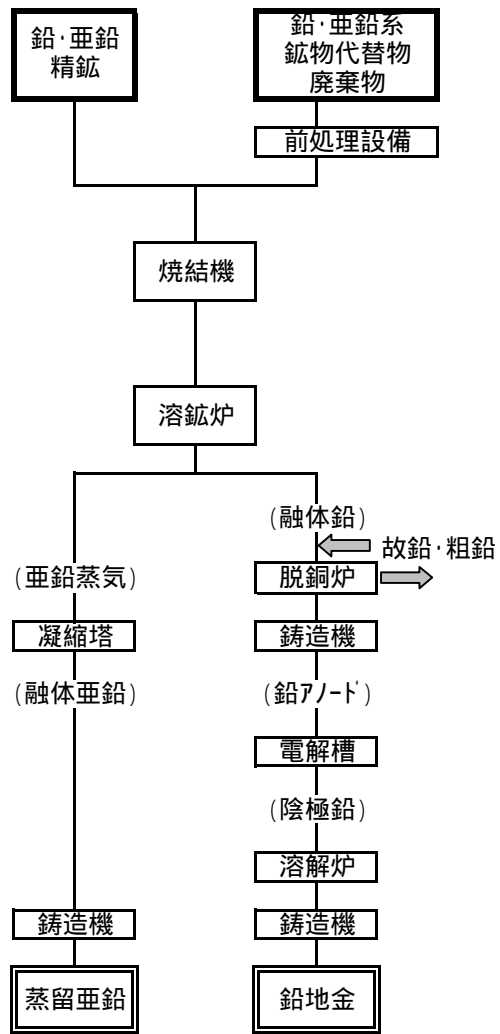 鉛・亜鉛
精鉱
鉛・亜鉛系
鉱物代替物
廃棄物
前処理設備
焼結機
溶鉱炉
(融体鉛)
故鉛・粗鉛
(亜鉛蒸気)
脱銅炉
凝縮塔
鋳造機
(融体亜鉛)
(鉛ｱﾉｰﾄﾞ)
電解槽
(陰極鉛)
溶解炉
鋳造機
鋳造機
蒸留亜鉛
鉛地金